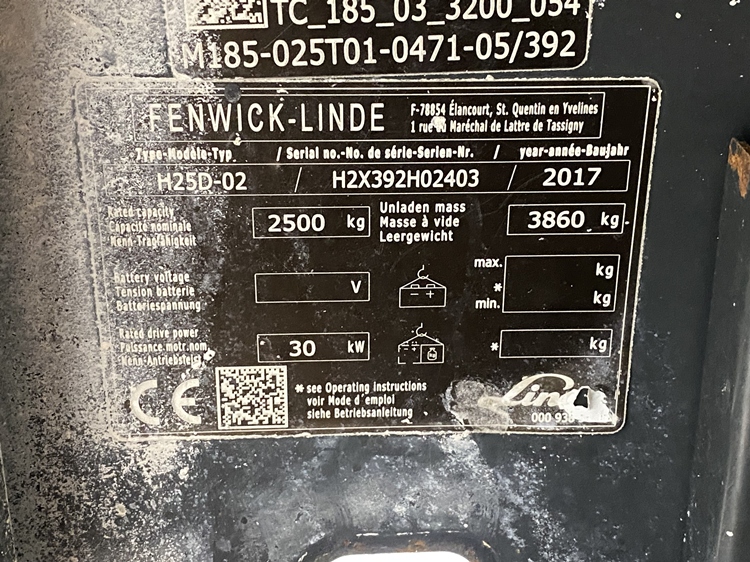 TC_185_03_3200_054
M185-025T01-0471-05/392
FENWICK-LINDE
F-78854 Élancourt, St. Quentin en Yvelines
1 rue du Maréchal de Lattre de Tassigny
Type-Modèle-Typ / Serial no.-No. de série-Serien-Nr. / year-année-Baujahr
H25D-02 / H2X392H02403 / 2017
Rated capacity
Capacité nominale
Nenn-Tragfähigkeit
2500 kg
Unladen mass
Masse à vide
Leergewicht
3860 kg
Battery voltage
Tension batterie
Batteriespannung
V
- +
max. kg
*
min. kg
Rated drive power
Puissance motr.nom.
Nenn-Antriebsleist.
30 kW
* kg
CE
* see Operating instructions
voir Mode d´emploi
siehe Betriebsanleitung
Linde
000 938